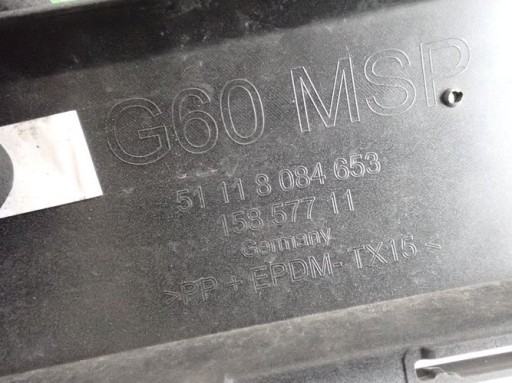 G60 MSP
51 11 8 084 653
158 577 11
Germany
>PP + EPDM- TX15<